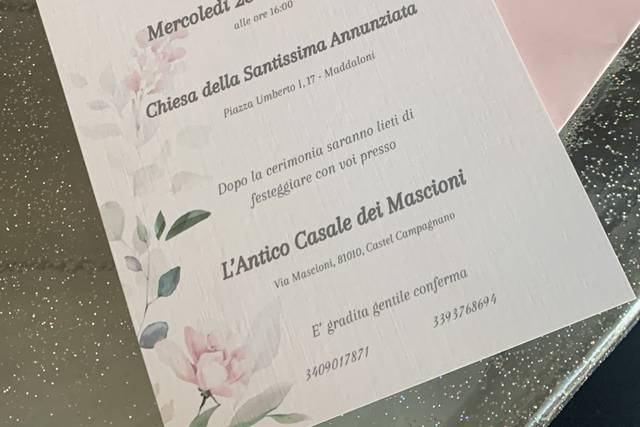 Mercoledì
alle ore 16:00
Chiesa della Santissima Annunziata
Piazza Umberto I, 17 - Maddaloni
Dopo la cerimonia saranno lieti di
festeggiare con voi presso
L'Antico Casale dei Mascioni
Via Mascioni, 81010, Castel Campagnano
E' gradita gentile conferma
3409017871 3393768694